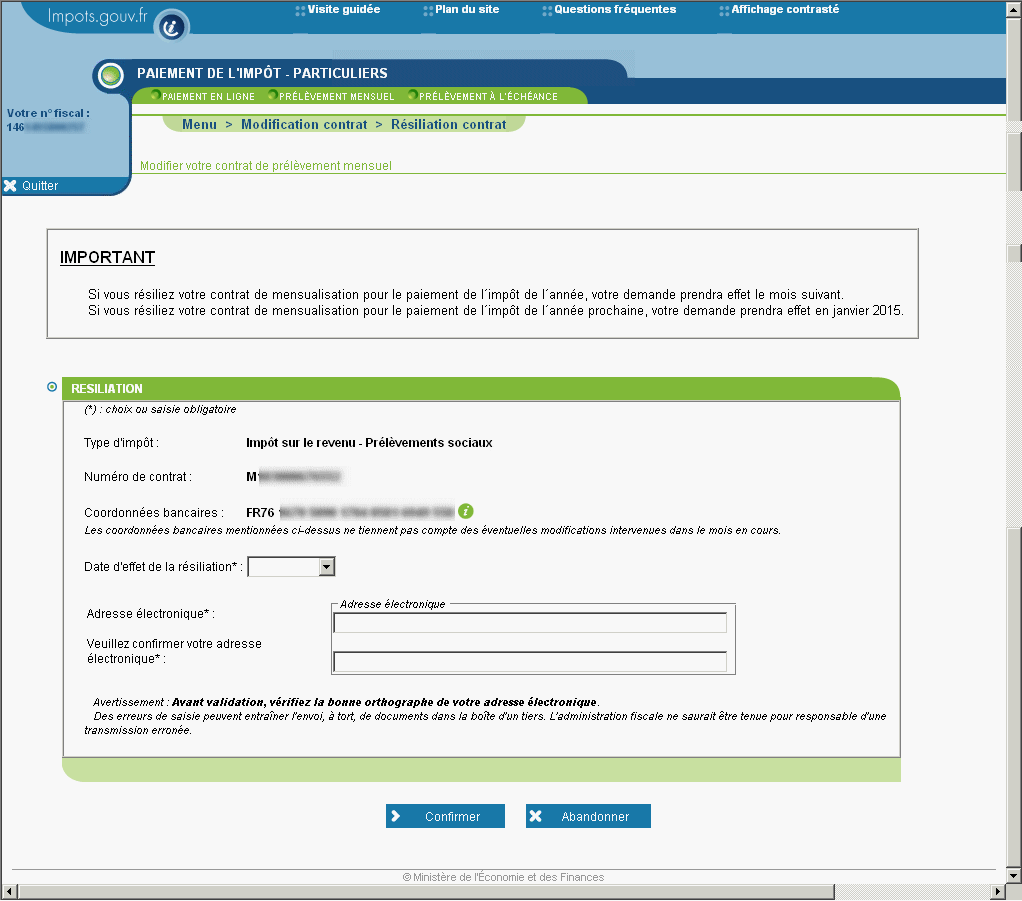 Impots.gouv.fr
Visite guidée
Plan du site
Questions fréquentes
Affichage contrasté
PAIEMENT DE L'IMPÔT - PARTICULIERS
PAIEMENT EN LIGNE
PRÉLÈVEMENT MENSUEL
PRÉLÈVEMENT À L'ÉCHÉANCE
Votre n° fiscal :
146
Menu > Modification contrat > Résiliation contrat
Modifier votre contrat de prélèvement mensuel
Quitter
IMPORTANT
Si vous résiliez votre contrat de mensualisation pour le paiement de l´impôt de l´année, votre demande prendra effet le mois suivant.
Si vous résiliez votre contrat de mensualisation pour le paiement de l´impôt de l´année prochaine, votre demande prendra effet en janvier 2015.
RESILIATION
(*) : choix ou saisie obligatoire
Type d'impôt : Impôt sur le revenu - Prélèvements sociaux
Numéro de contrat :
Coordonnées bancaires : FR76
Les coordonnées bancaires mentionnées ci-dessus ne tiennent pas compte des éventuelles modifications intervenues dans le mois en cours.
Date d'effet de la résiliation* :
Adresse électronique
Adresse électronique* :
Veuillez confirmer votre adresse
électronique* :
Avertissement : Avant validation, vérifiez la bonne orthographe de votre adresse électronique.
Des erreurs de saisie peuvent entraîner l'envoi, à tort, de documents dans la boîte d'un tiers. L'administration fiscale ne saurait être tenue pour responsable d'une
transmission erronée.
Confirmer
Abandonner
© Ministère de l'Économie et des Finances